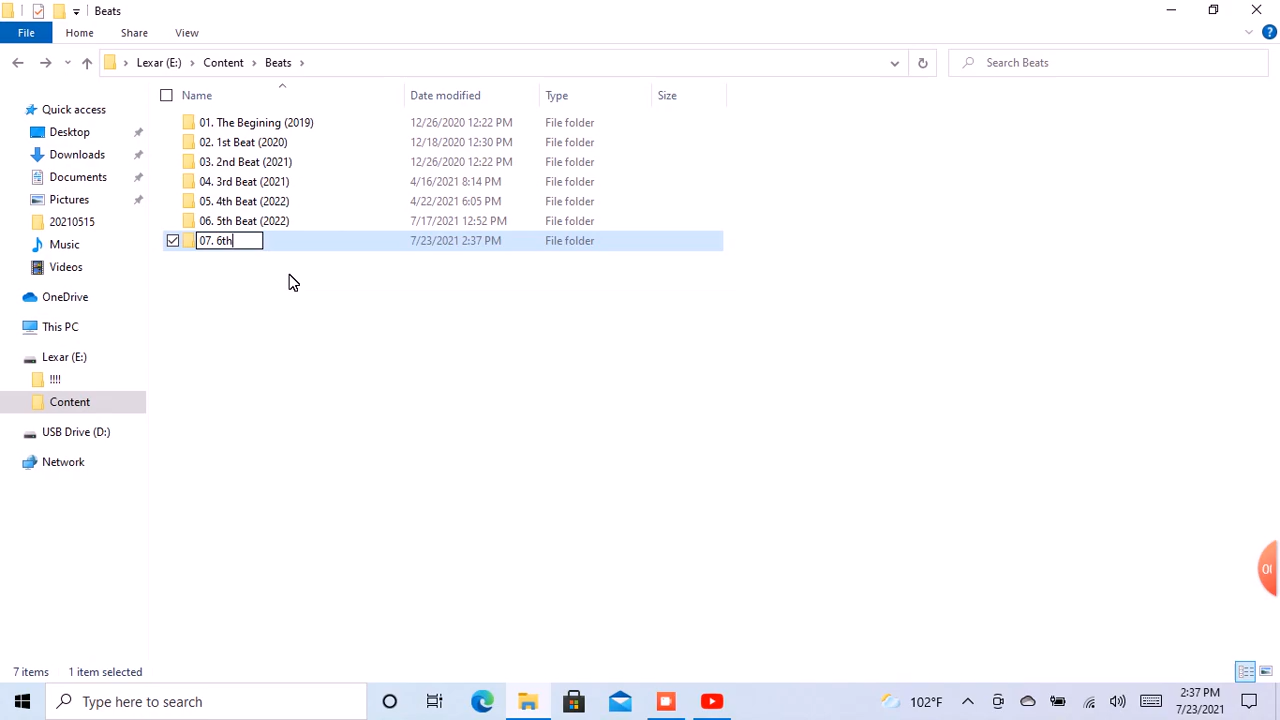 Beats
File Home Share View
Lexar (E:) Content Beats Search Beats
Name Date modified Type Size
01. The Begining (2019) 12/26/2020 12:22 PM File folder
02. 1st Beat (2020) 12/18/2020 12:30 PM File folder
03. 2nd Beat (2021) 12/26/2020 12:22 PM File folder
04. 3rd Beat (2021) 4/16/2021 8:14 PM File folder
05. 4th Beat (2022) 4/22/2021 6:05 PM File folder
06. 5th Beat (2022) 7/17/2021 12:52 PM File folder
07. 6th 7/23/2021 2:37 PM File folder
Quick access
Desktop
Downloads
Documents
Pictures
20210515
Music
Videos
OneDrive
This PC
Lexar (E:)
!!!!
Content
USB Drive (D:)
Network
7 items 1 item selected
Type here to search
102°F
2:37 PM
7/23/2021